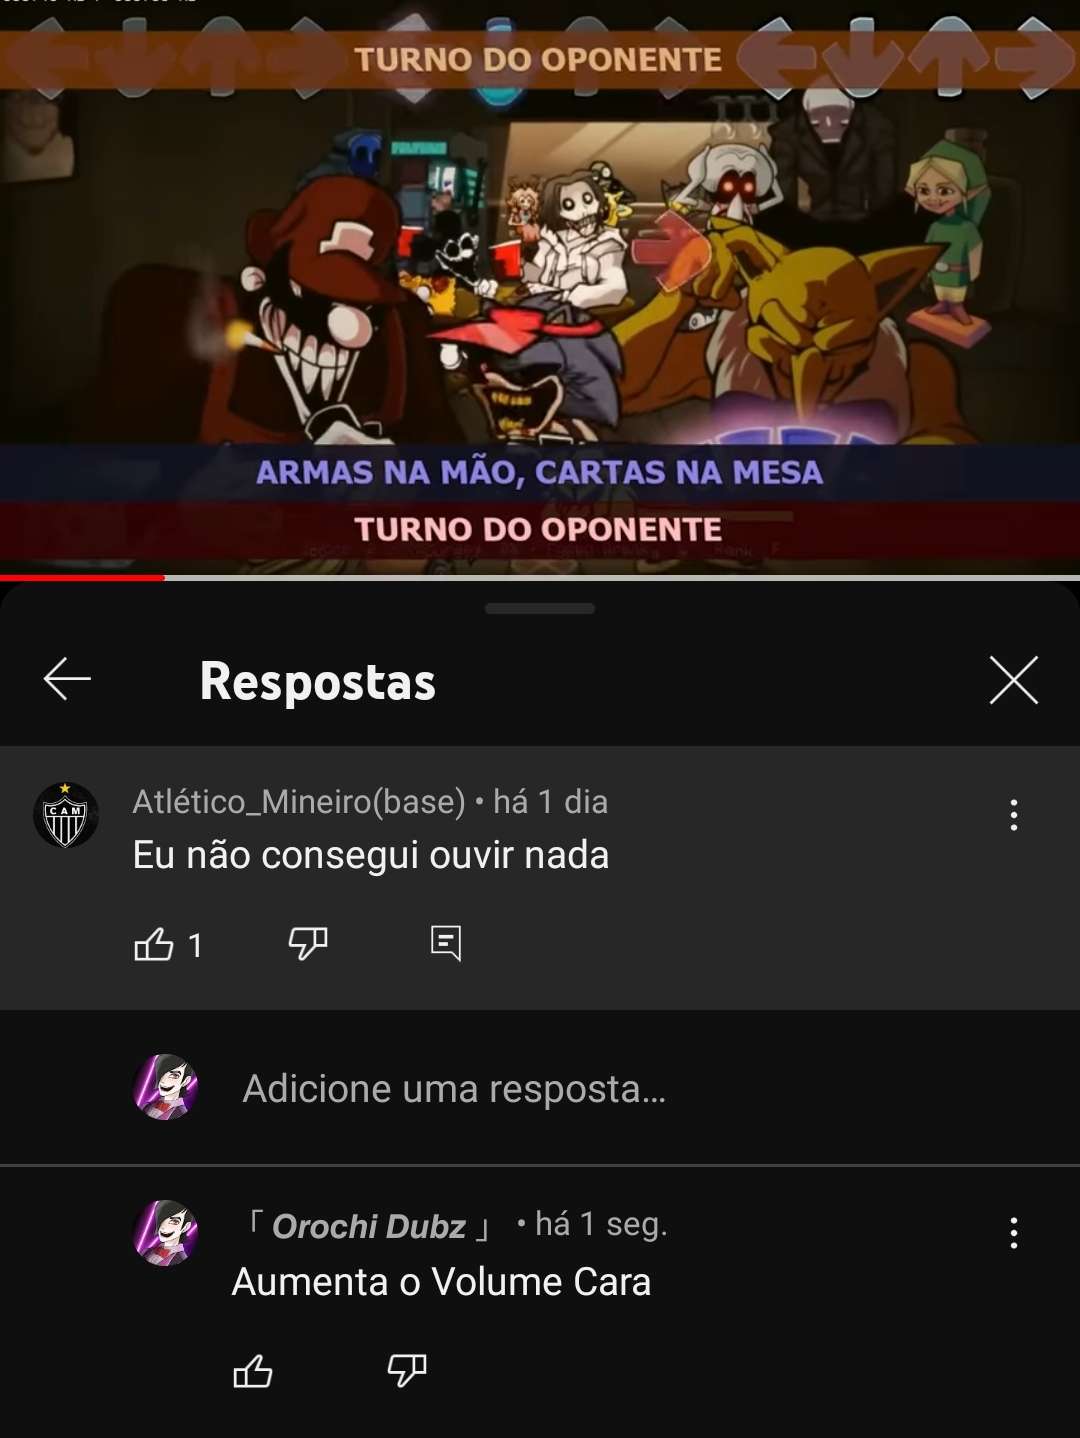 TURNO DO OPONENTE
ARMAS NA MÃO, CARTAS NA MESA
TURNO DO OPONENTE
Respostas
CAM
Atlético_Mineiro(base) • há 1 dia
Eu não consegui ouvir nada
1
Adicione uma resposta...
「 Orochi Dubz 」 • há 1 seg.
Aumenta o Volume Cara